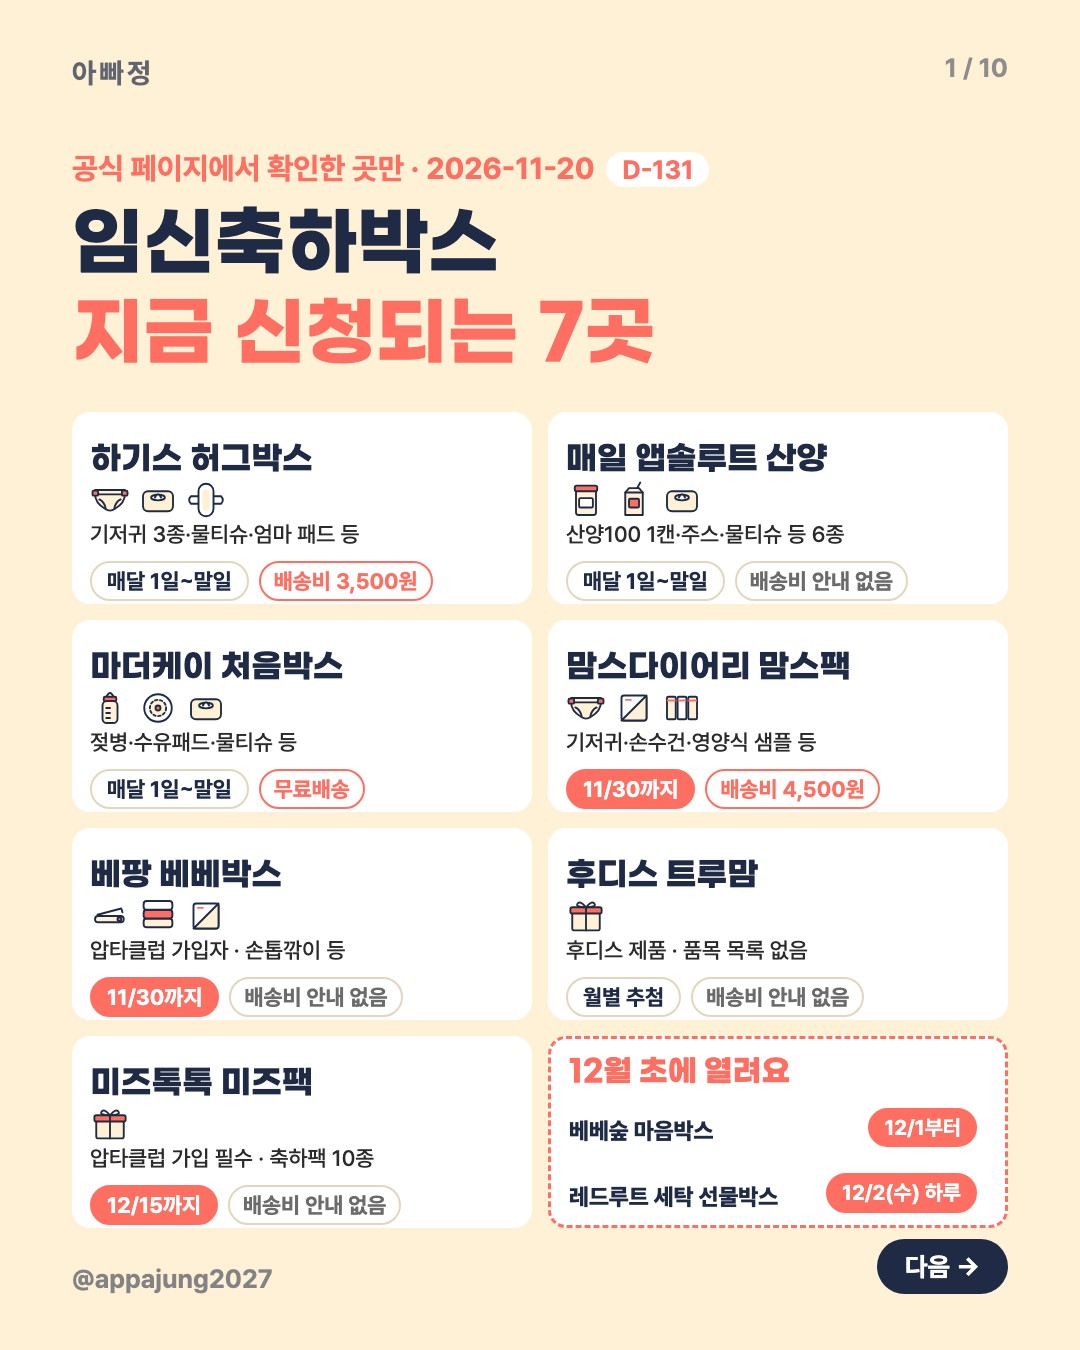 아빠정
1 / 10
공식 페이지에서 확인한 곳만 · 2026-11-20 D-131
임신축하박스
지금 신청되는 7곳
하기스 허그박스
기저귀 3종·물티슈·엄마 패드 등
매달 1일~말일 배송비 3,500원
매일 앱솔루트 산양
산양100 1캔·주스·물티슈 등 6종
매달 1일~말일 배송비 안내 없음
마더케이 처음박스
젖병·수유패드·물티슈 등
매달 1일~말일 무료배송
맘스다이어리 맘스팩
기저귀·손수건·영양식 샘플 등
11/30까지 배송비 4,500원
베팡 베베박스
압타클럽 가입자 · 손톱깎이 등
11/30까지 배송비 안내 없음
후디스 트루맘
후디스 제품 · 품목 목록 없음
월별 추첨 배송비 안내 없음
미즈톡톡 미즈팩
압타클럽 가입 필수 · 축하팩 10종
12/15까지 배송비 안내 없음
12월 초에 열려요
베베숲 마음박스 12/1부터
레드루트 세탁 선물박스 12/2(수) 하루
@appajung2027
다음 →